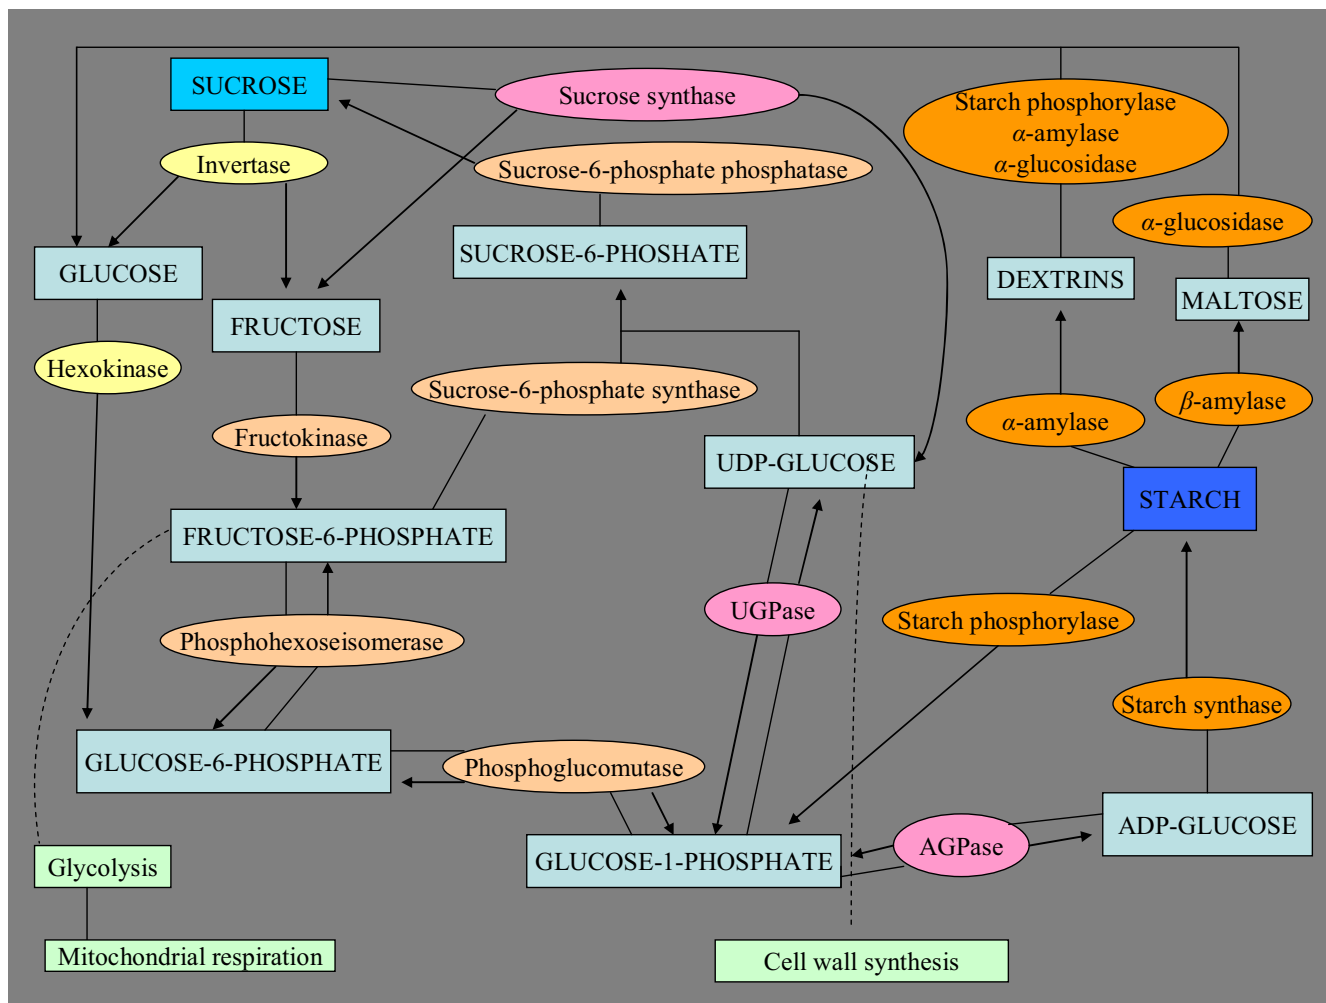 SUCROSE
Sucrose synthase
Starch phosphorylase
α-amylase
α-glucosidase
Invertase
Sucrose-6-phosphate phosphatase
α-glucosidase
SUCROSE-6-PHOSHATE
GLUCOSE
DEXTRINS
MALTOSE
FRUCTOSE
Hexokinase
Sucrose-6-phosphate synthase
β-amylase
α-amylase
Fructokinase
UDP-GLUCOSE
STARCH
FRUCTOSE-6-PHOSPHATE
UGPase
Starch phosphorylase
Phosphohexoseisomerase
Starch synthase
GLUCOSE-6-PHOSPHATE
Phosphoglucomutase
ADP-GLUCOSE
AGPase
GLUCOSE-1-PHOSPHATE
Glycolysis
Mitochondrial respiration
Cell wall synthesis